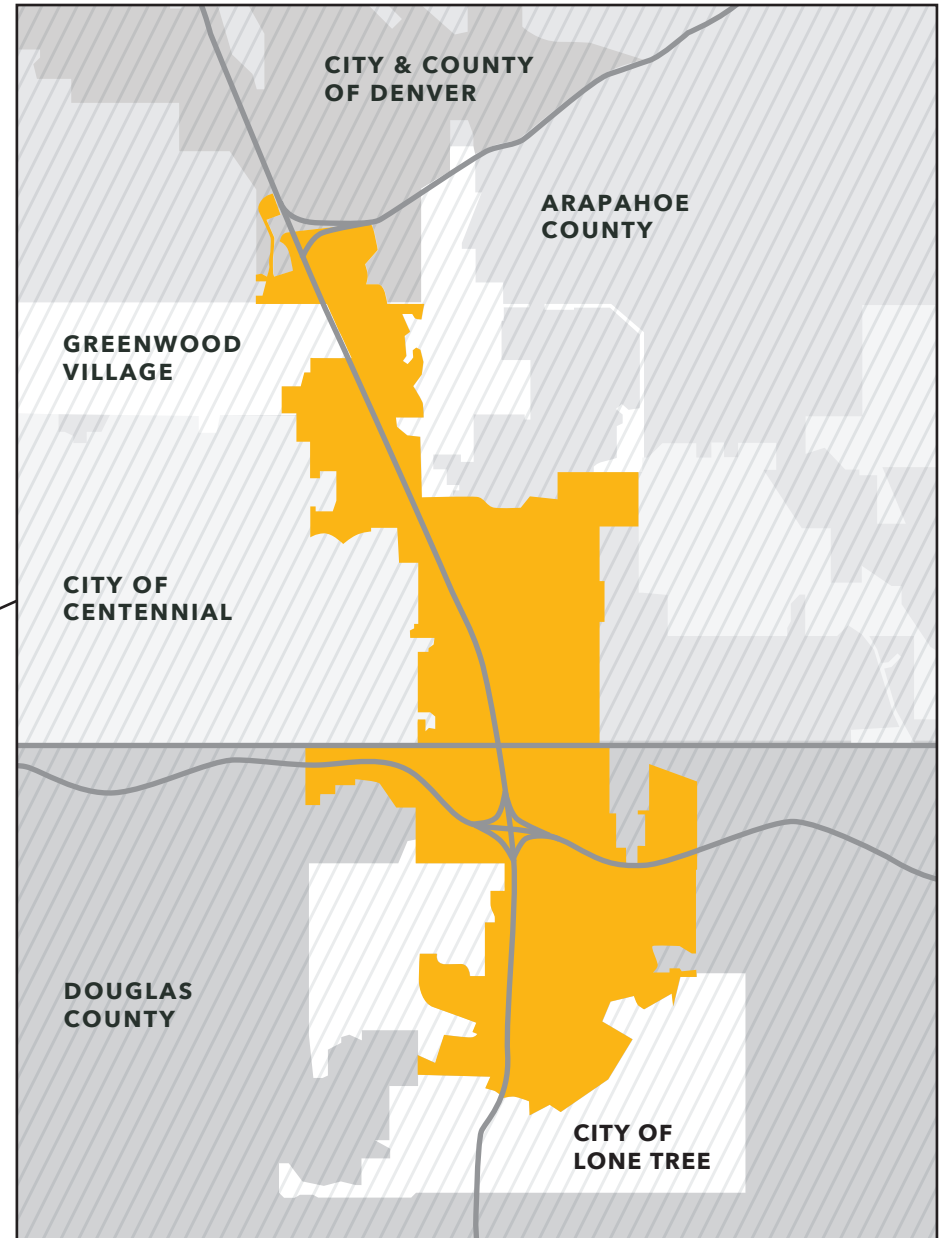 CITY & COUNTY
OF DENVER
ARAPAHOE
COUNTY
GREENWOOD
VILLAGE
CITY OF
CENTENNIAL
DOUGLAS
COUNTY
CITY OF
LONE TREE